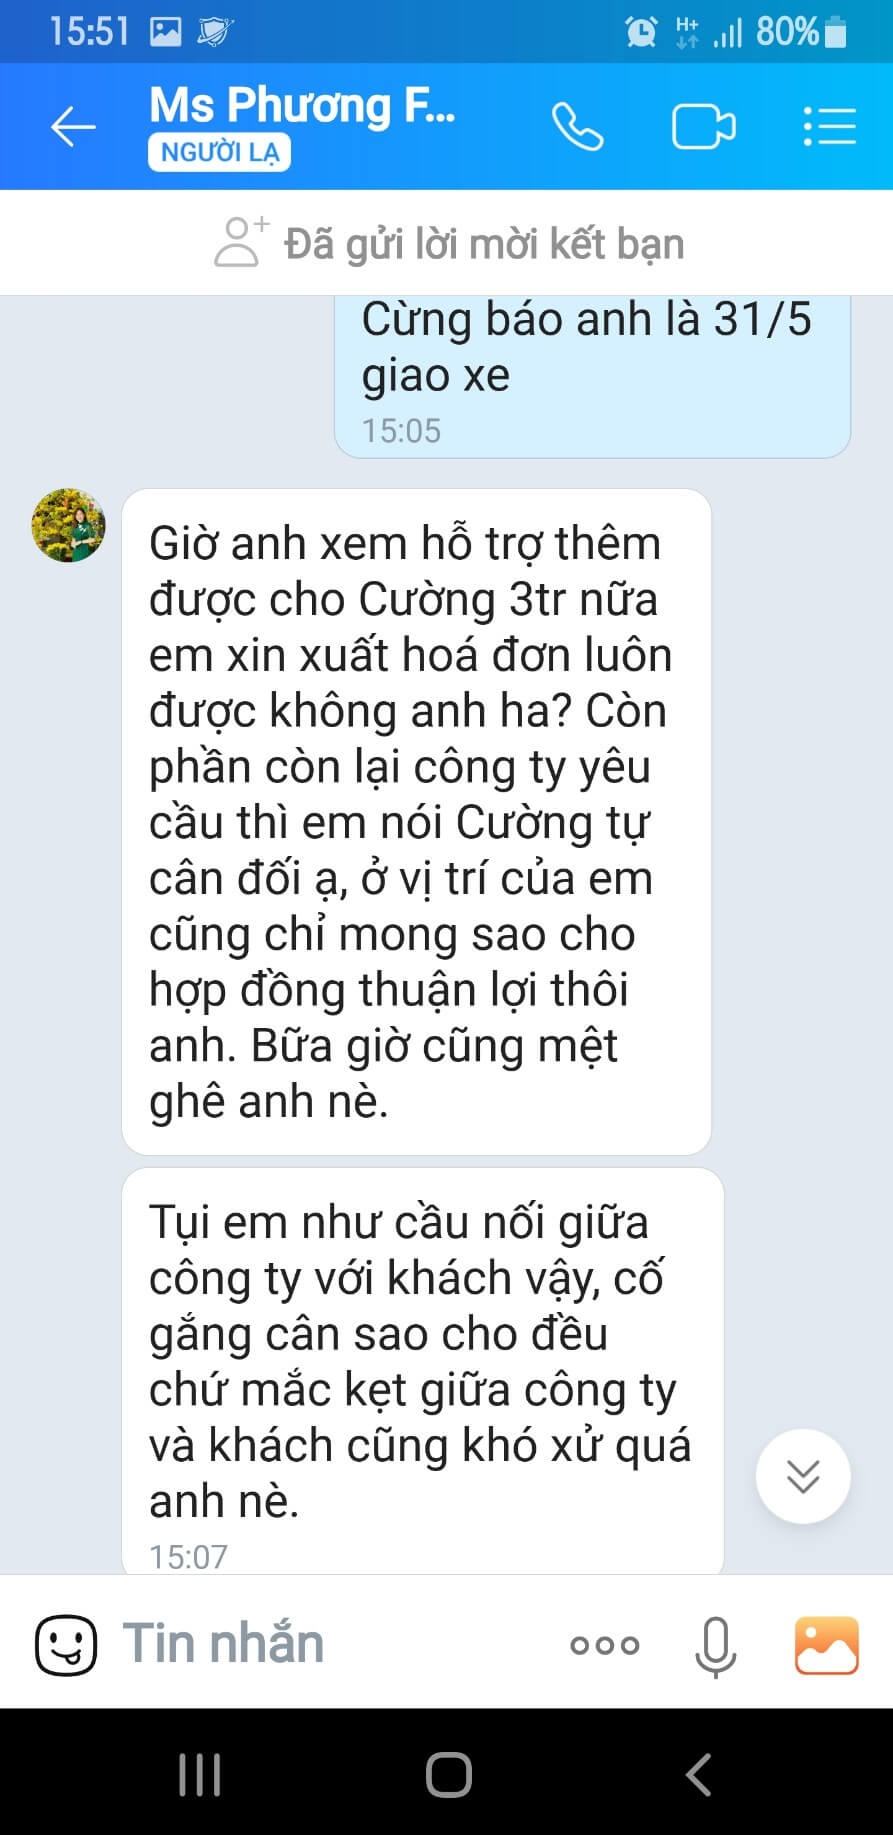 15:51
H+
80%
Ms Phương F...
NGƯỜI LẠ
Đã gửi lời mời kết bạn
Cừng báo anh là 31/5
giao xe
15:05
Giờ anh xem hỗ trợ thêm
được cho Cường 3tr nữa
em xin xuất hoá đơn luôn
được không anh ha? Còn
phần còn lại công ty yêu
cầu thì em nói Cường tự
cân đối ạ, ở vị trí của em
cũng chỉ mong sao cho
hợp đồng thuận lợi thôi
anh. Bữa giờ cũng mệt
ghê anh nè.
Tụi em như cầu nối giữa
công ty với khách vậy, cố
gắng cân sao cho đều
chứ mắc kẹt giữa công ty
và khách cũng khó xử quá
anh nè.
15:07
Tin nhắn